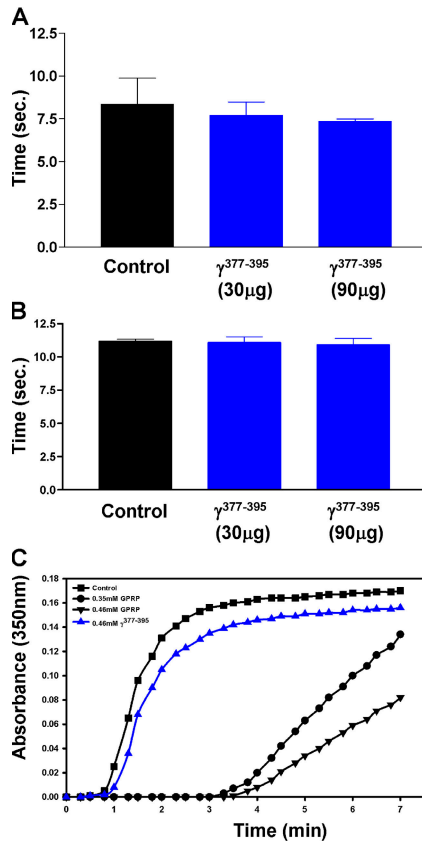 A
12.5
10.0
7.5
5.0
2.5
0.0
Time (sec.)
Control
γ377-395
(30μg)
γ377-395
(90μg)
B
12.5
10.0
7.5
5.0
2.5
0.0
Time (sec.)
Control
γ377-395
(30μg)
γ377-395
(90μg)
C
0.18
0.16
0.14
0.12
0.10
0.08
0.06
0.04
0.02
0.00
Absorbance (350nm)
Control
0.35mM GPRP
0.46mM GPRP
0.46mM γ377-395
0 1 2 3 4 5 6 7
Time (min)